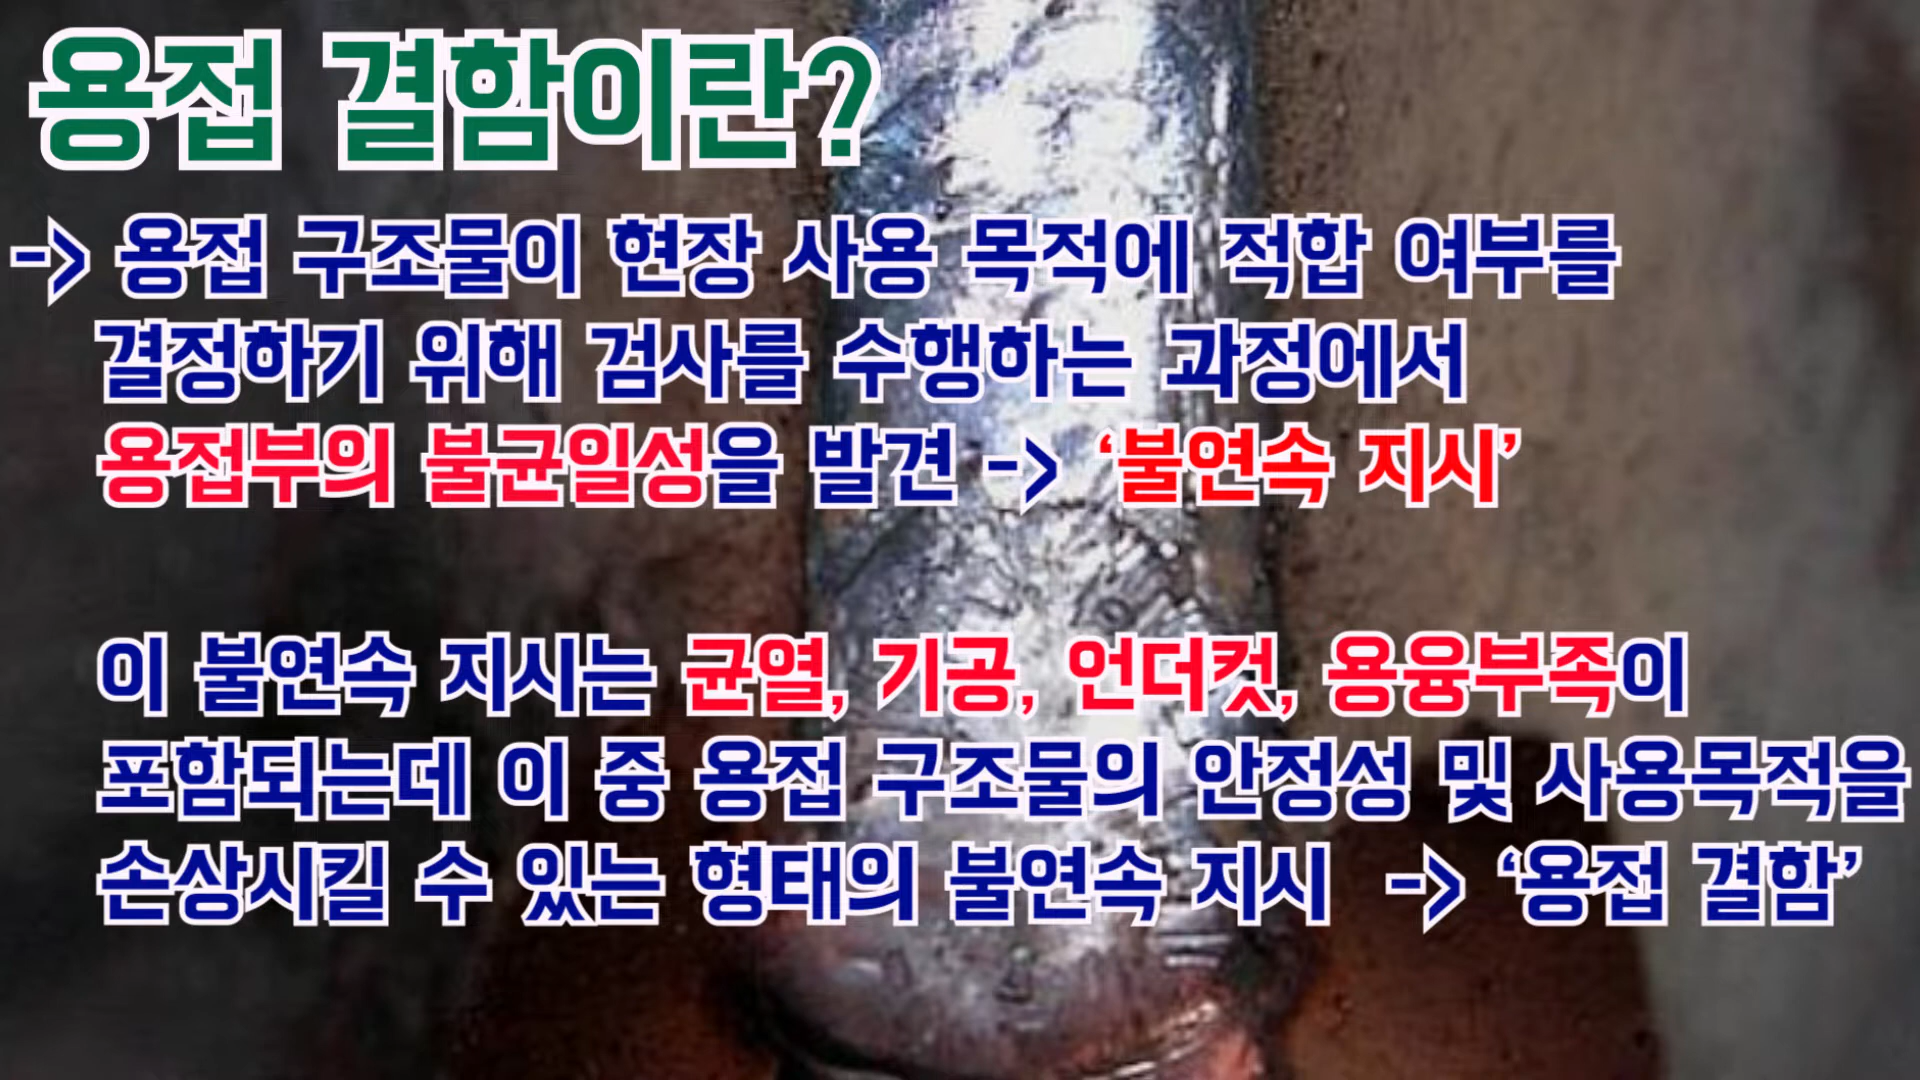 용접 결함이란?
-> 용접 구조물이 현장 사용 목적에 적합 여부를
결정하기 위해 검사를 수행하는 과정에서
용접부의 불균일성을 발견 -> ‘불연속 지시’
이 불연속 지시는 균열, 기공, 언더컷, 용융부족이
포함되는데 이 중 용접 구조물의 안정성 및 사용목적을
손상시킬 수 있는 형태의 불연속 지시 -> ‘용접 결함’